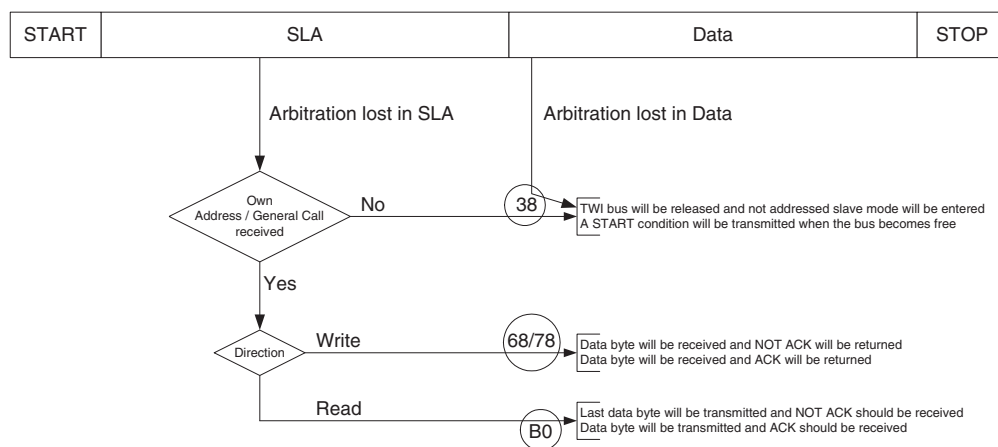 START SLA Data STOP
Arbitration lost in SLA Arbitration lost in Data
Own
Address / General Call
received
No
38
TWI bus will be released and not addressed slave mode will be entered
A START condition will be transmitted when the bus becomes free
Yes
Direction
Write
68/78
Data byte will be received and NOT ACK will be returned
Data byte will be received and ACK will be returned
Read
B0
Last data byte will be transmitted and NOT ACK should be received
Data byte will be transmitted and ACK should be received